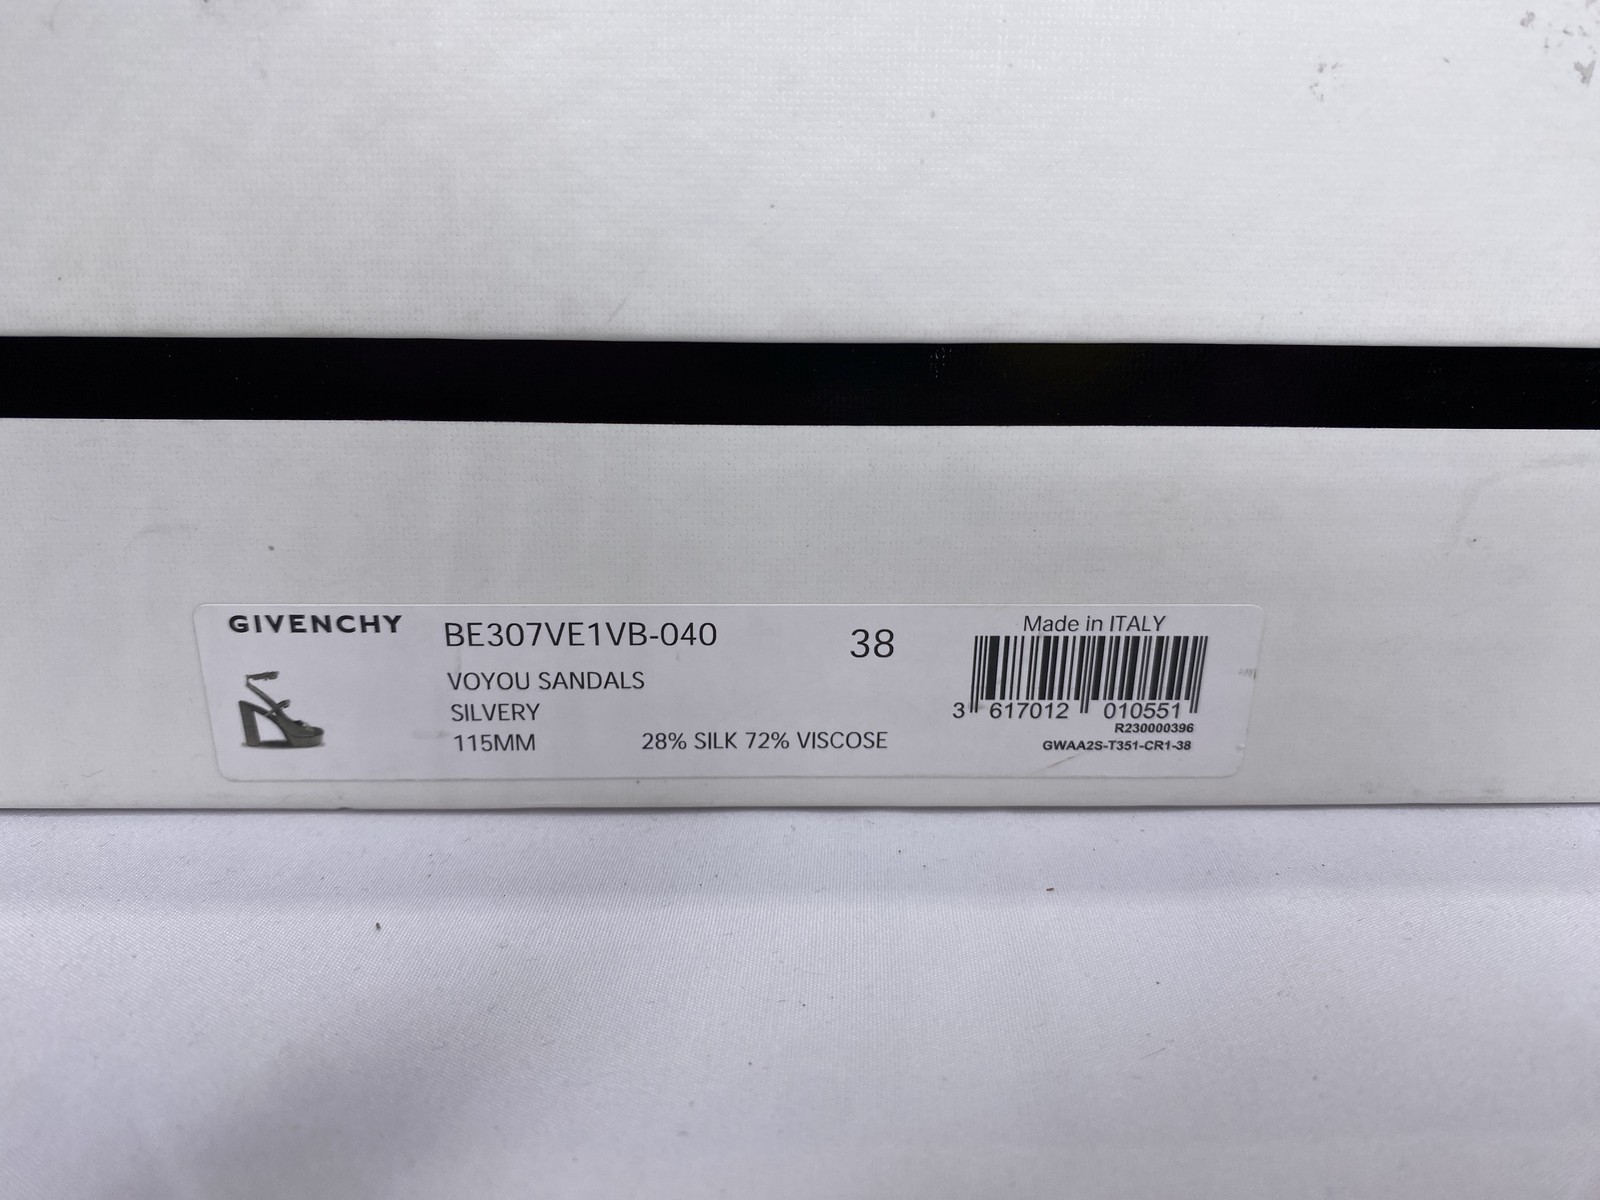 GIVENCHY
BE307VE1VB-040
38
VOYOU SANDALS
SILVERY
115MM
28% SILK 72% VISCOSE
Made in ITALY
3 617012 010551
R230000396
GWAA2S-T351-CR1-38